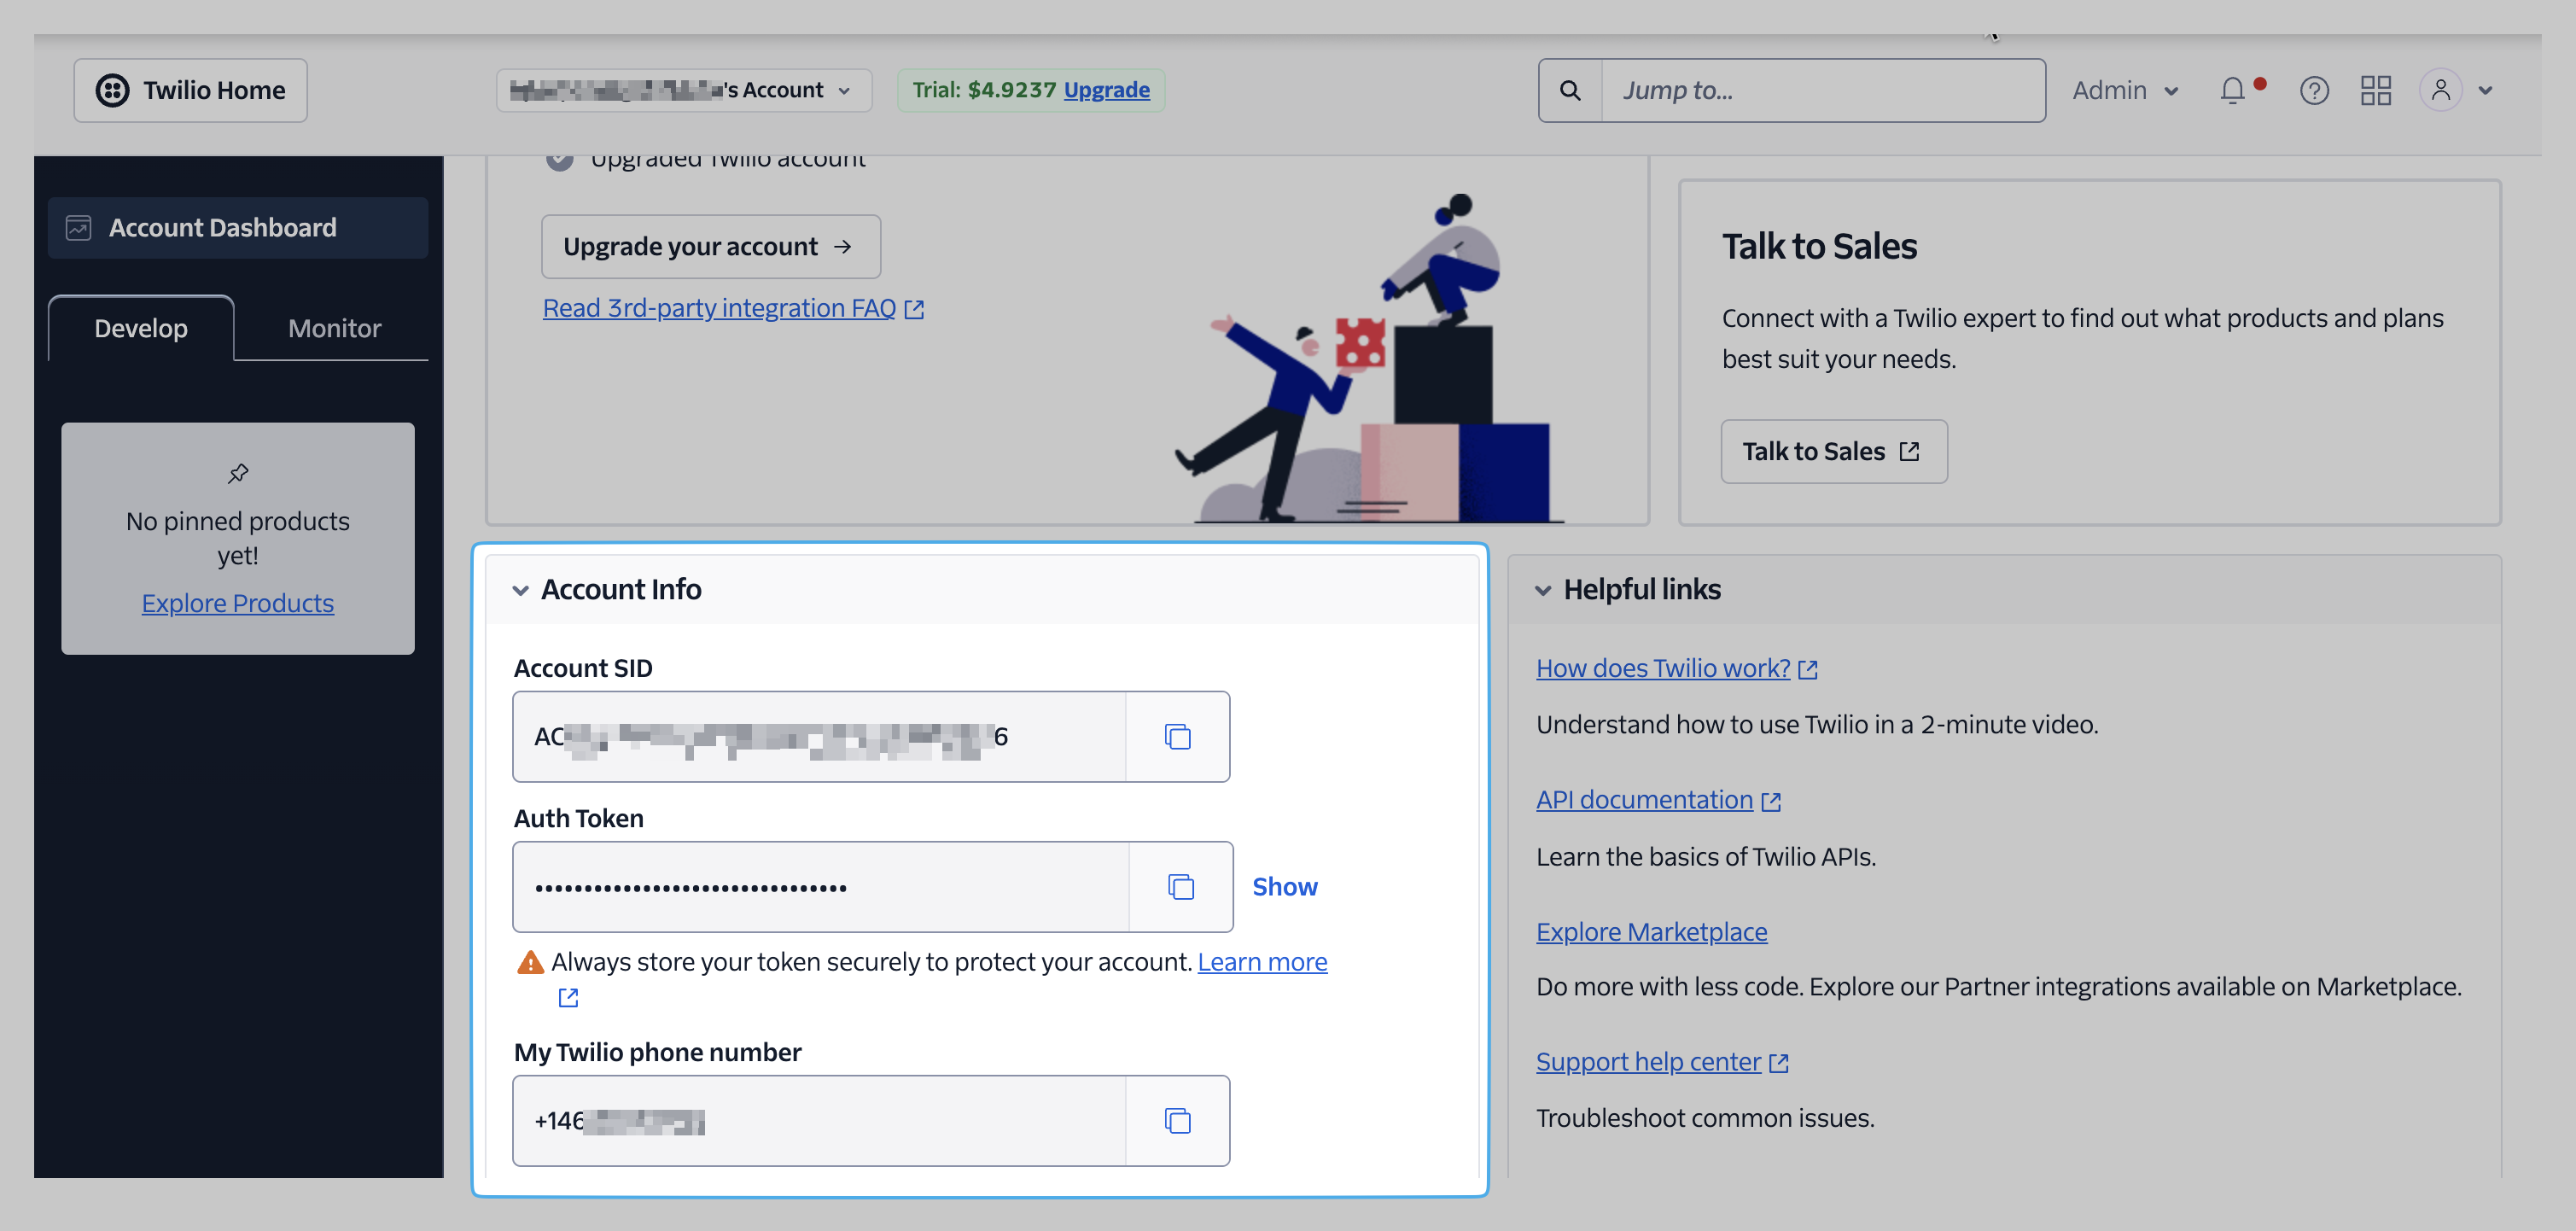 Twilio Home
's Account
Trial: $4.9237 Upgrade
Jump to...
Admin
Account Dashboard
Develop
Monitor
No pinned products
yet!
Explore Products
Upgraded Twilio account
Upgrade your account →
Read 3rd-party integration FAQ
Talk to Sales
Connect with a Twilio expert to find out what products and plans
best suit your needs.
Talk to Sales
Account Info
Account SID
AC
6
Auth Token
••••••••••••••••••••••••••••••••
Show
Always store your token securely to protect your account. Learn more
My Twilio phone number
+146
Helpful links
How does Twilio work?
Understand how to use Twilio in a 2-minute video.
API documentation
Learn the basics of Twilio APIs.
Explore Marketplace
Do more with less code. Explore our Partner integrations available on Marketplace.
Support help center
Troubleshoot common issues.